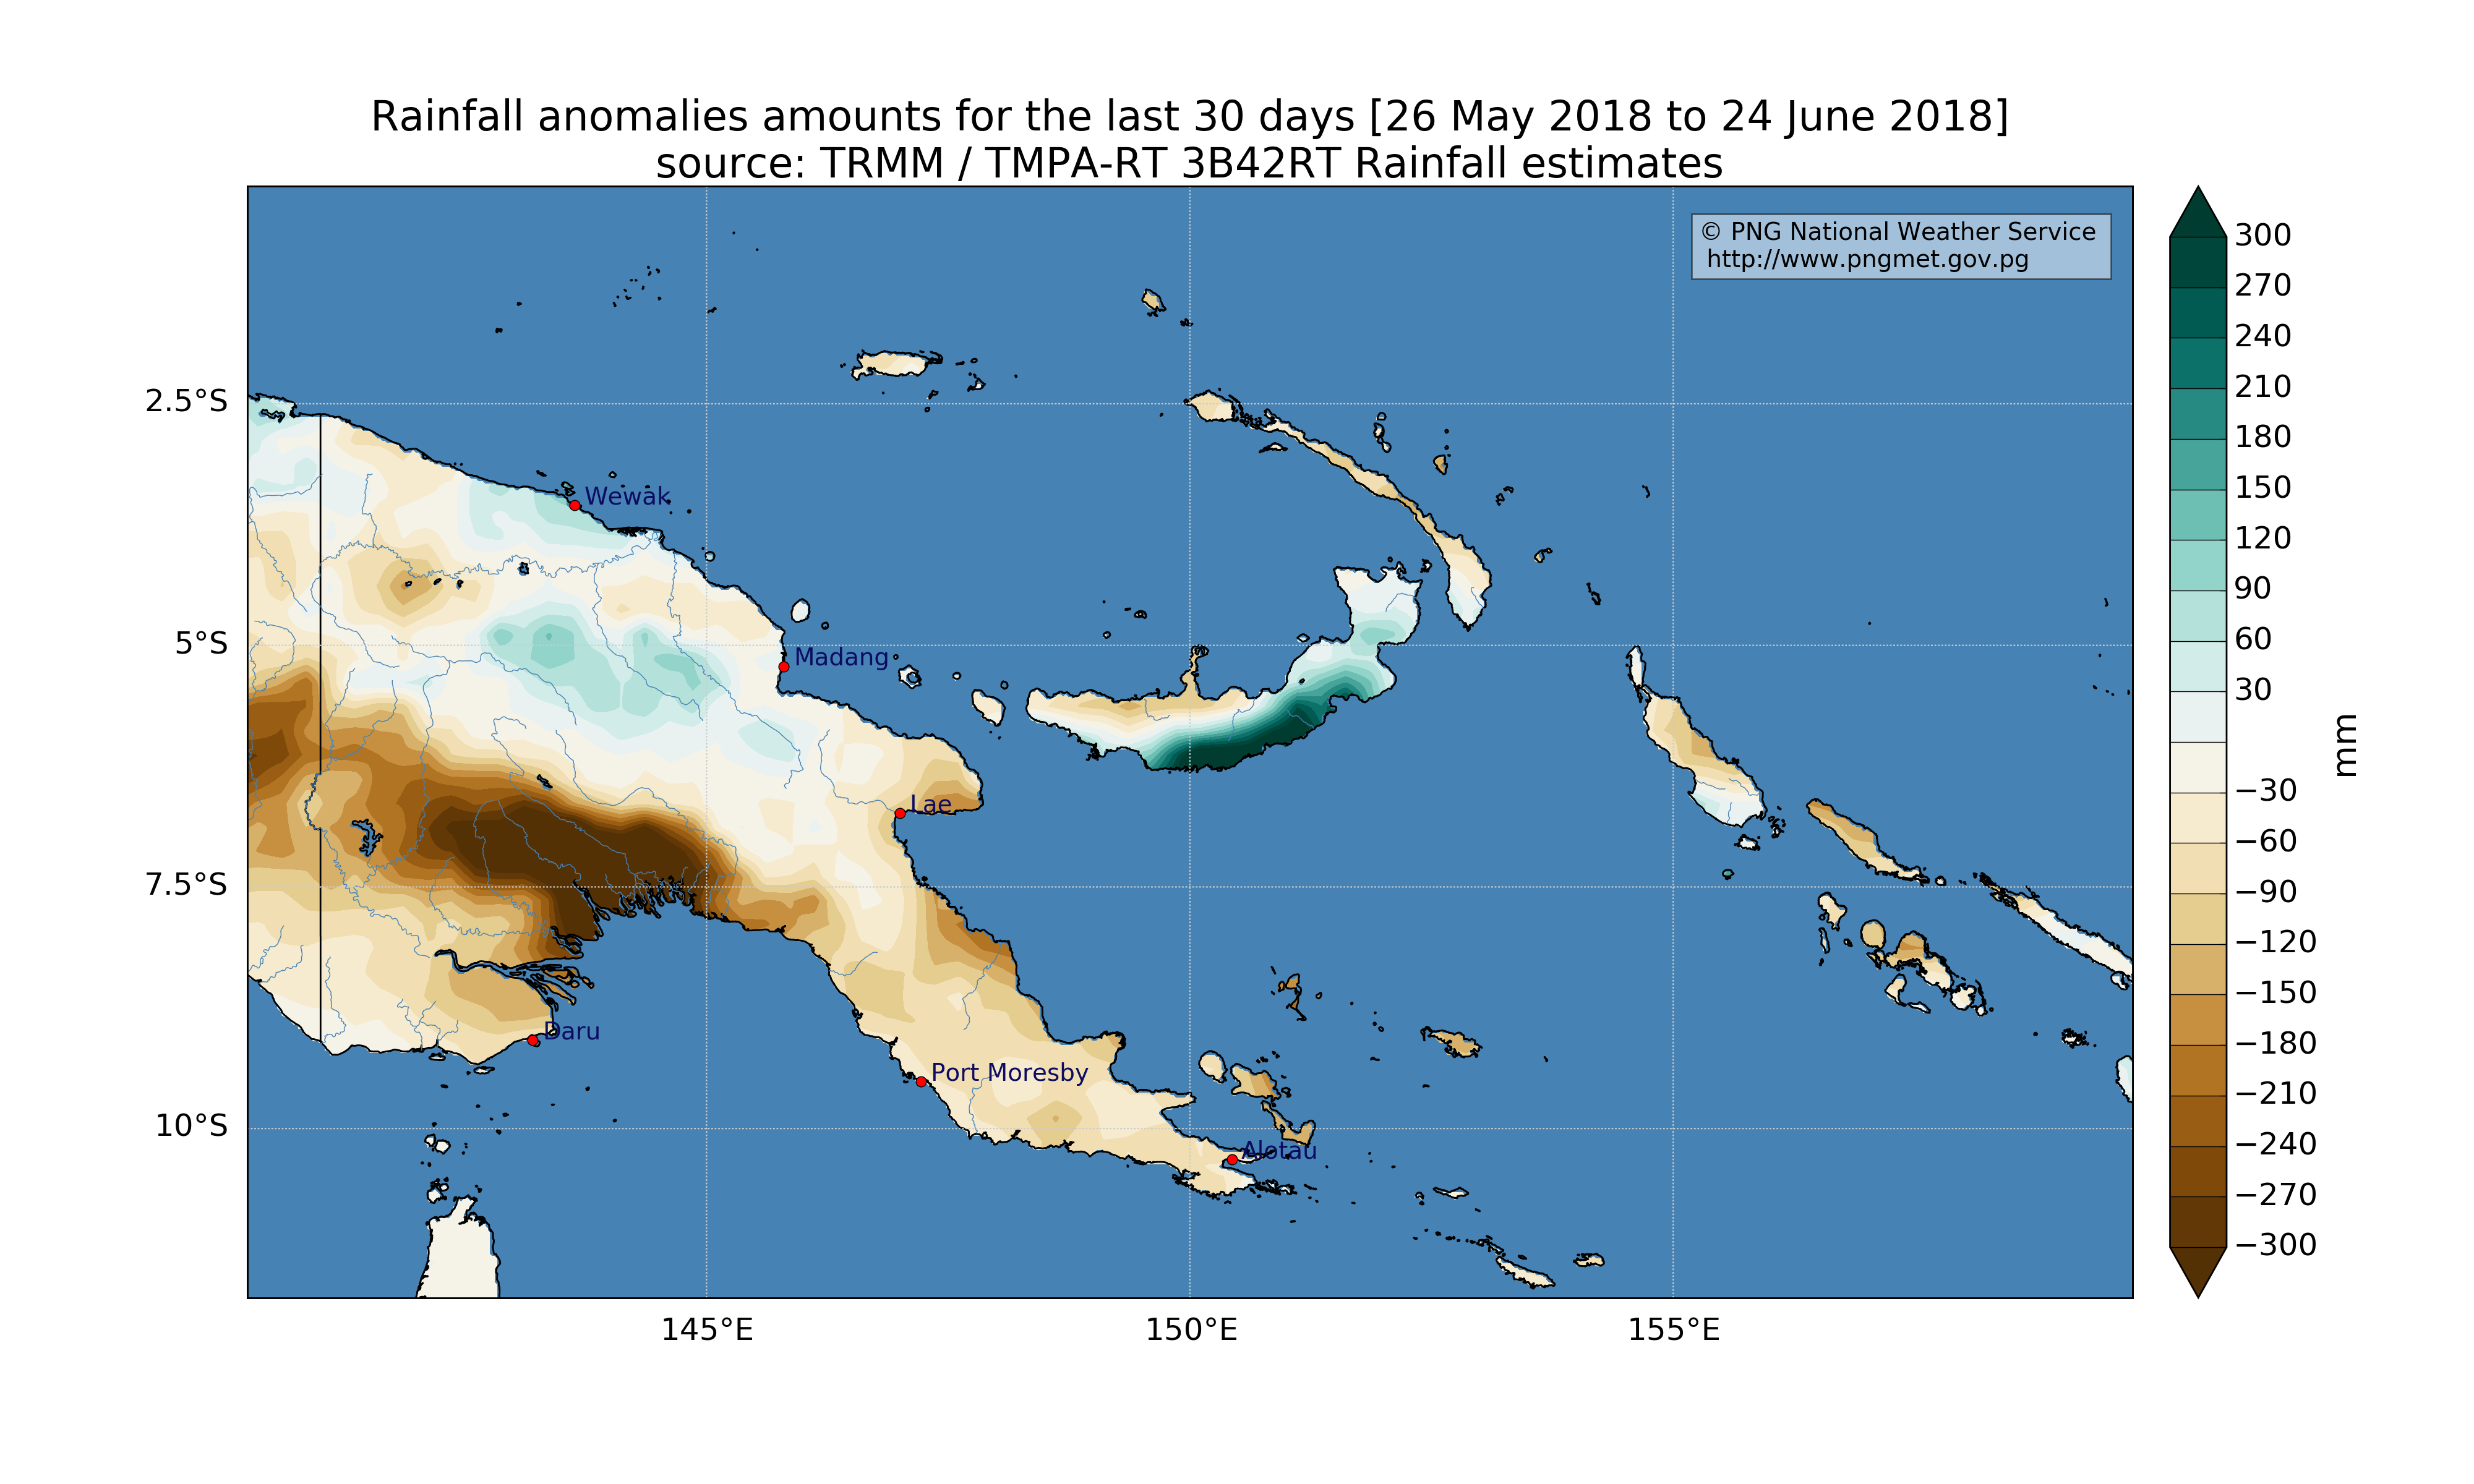 Rainfall anomalies amounts for the last 30 days [26 May 2018 to 24 June 2018]
source: TRMM / TMPA-RT 3B42RT Rainfall estimates
© PNG National Weather Service
http://www.pngmet.gov.pg
2.5°S
5°S
7.5°S
10°S
Wewak
Madang
Lae
Daru
Port Moresby
Alotau
145°E
150°E
155°E
300
270
240
210
180
150
120
90
60
30
−30
−60
−90
−120
−150
−180
−210
−240
−270
−300
mm